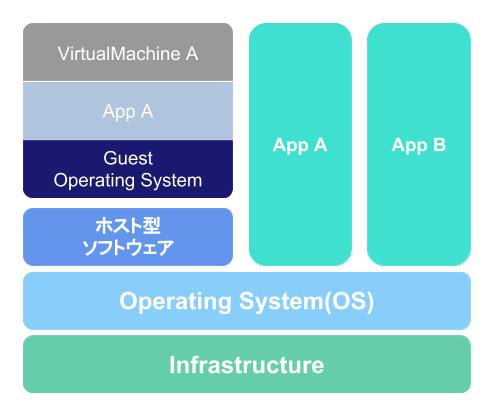 VirtualMachine A
App A
Guest
Operating System
ホスト型
ソフトウェア
App A
App B
Operating System(OS)
Infrastructure